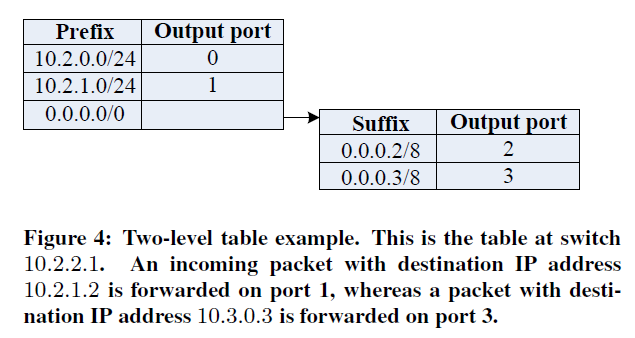 Prefix Output port
10.2.0.0/24 0
10.2.1.0/24 1
0.0.0.0/0
Suffix Output port
0.0.0.2/8 2
0.0.0.3/8 3
Figure 4: Two-level table example. This is the table at switch
10.2.2.1. An incoming packet with destination IP address
10.2.1.2 is forwarded on port 1, whereas a packet with desti-
nation IP address 10.3.0.3 is forwarded on port 3.